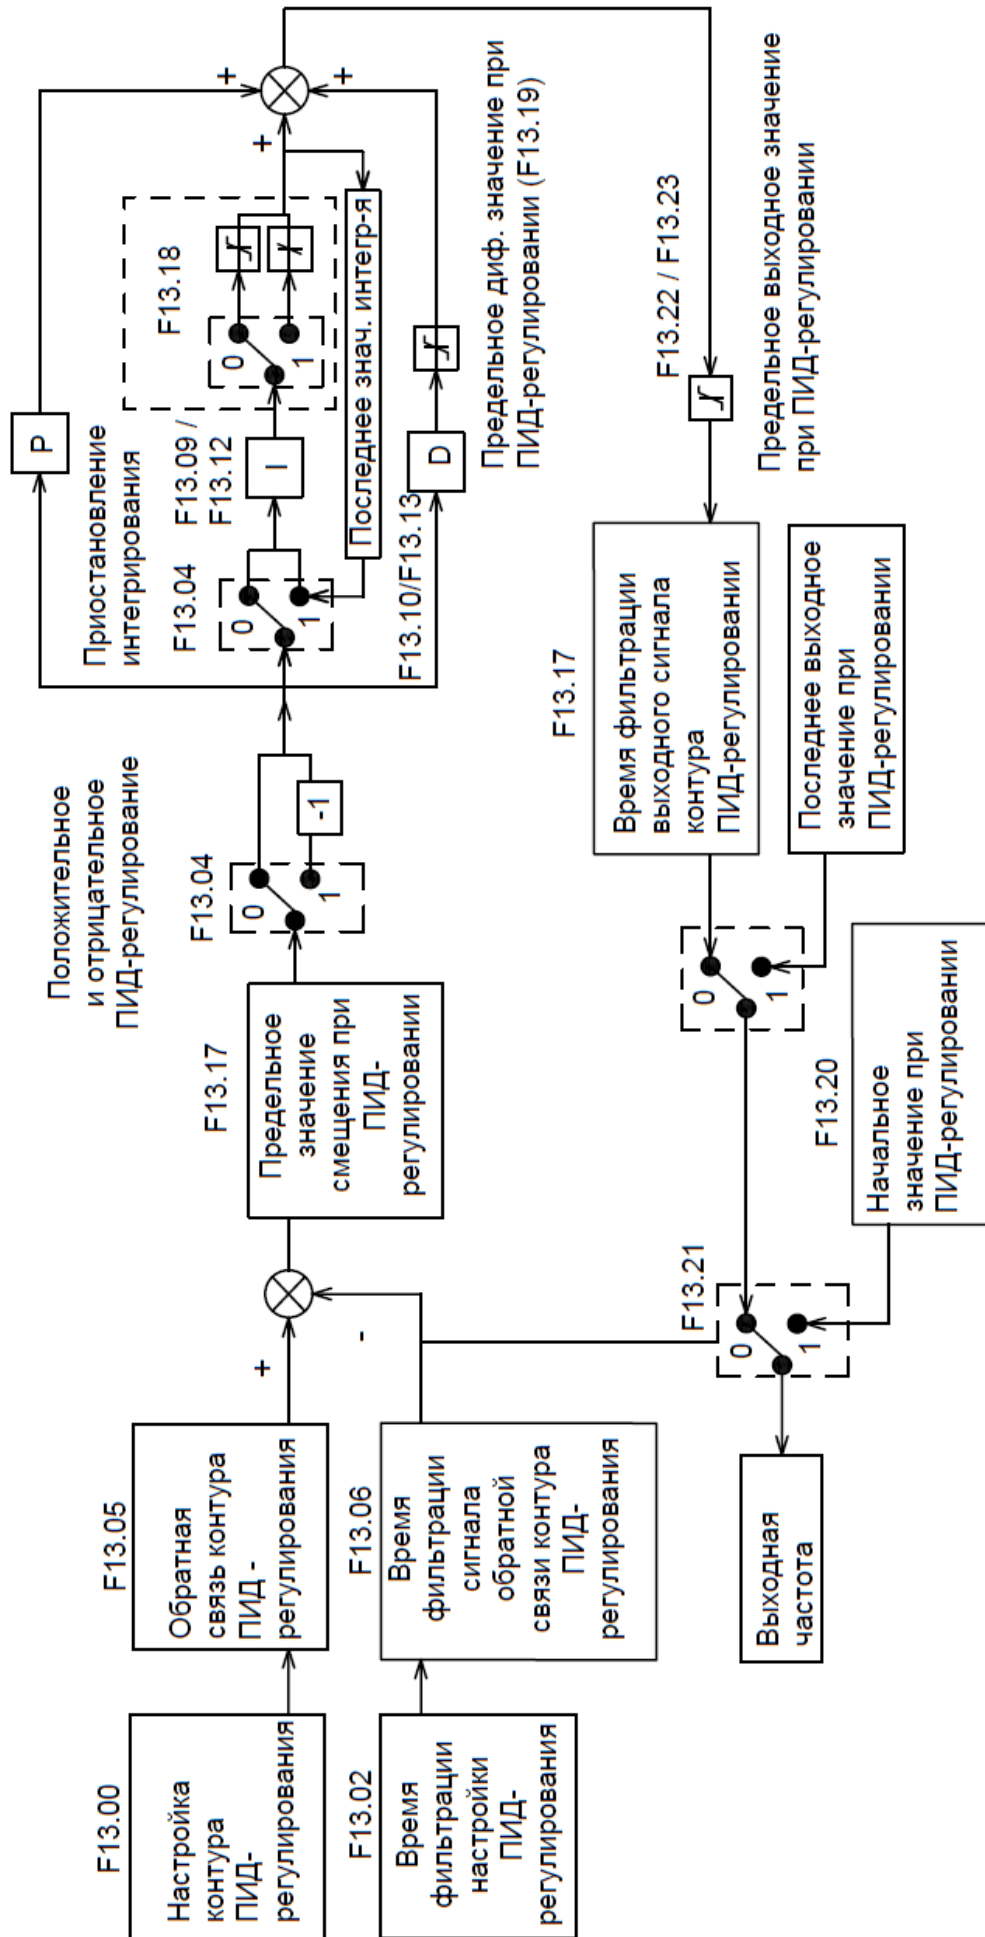 F13.00
Настройка
контура
ПИД-
регулирования
F13.05
Обратная
связь контура
ПИД -
регулирования
+
F13.02
Время
фильтрации
настройки
ПИД-
регулирования
F13.06
Время
фильтрации
сигнала
обратной
связи контура
ПИД-
регулирования
-
F13.17
Предельное
значение
смещения при
ПИД-
регулировании
Положительное
и отрицательное
ПИД-регулирование
F13.04
0
1
-1
Приостановление
интегрирования
F13.04
0
1
F13.09 /
F13.12
I
F13.18
0
1
Последнее знач. интегр-я
P
+
+
+
F13.10/F13.13
D
Предельное диф. значение при
ПИД-регулировании (F13.19)
F13.22 / F13.23
Предельное выходное значение
при ПИД-регулировании
F13.17
Время фильтрации
выходного сигнала
контура
ПИД-регулировании
Последнее выходное
значение при
ПИД-регулировании
0
1
F13.20
Начальное
значение при
ПИД-регулировании
F13.21
0
1
Выходная
частота